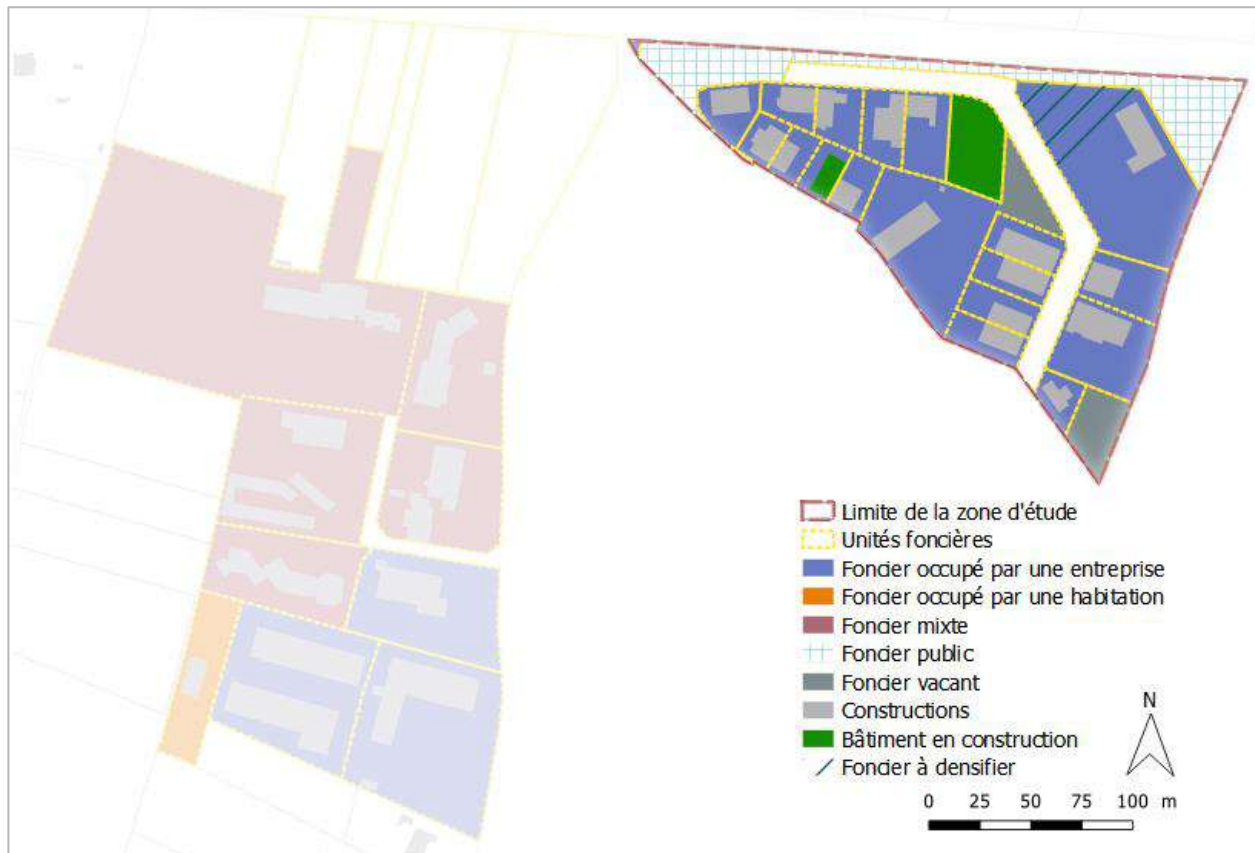 Limite de la zone d'étude
Unités foncières
Foncier occupé par une entreprise
Foncier occupé par une habitation
Foncier mixte
Foncier public
Foncier vacant
Constructions
Bâtiment en construction
Foncier à densifier
N
0 25 50 75 100 m